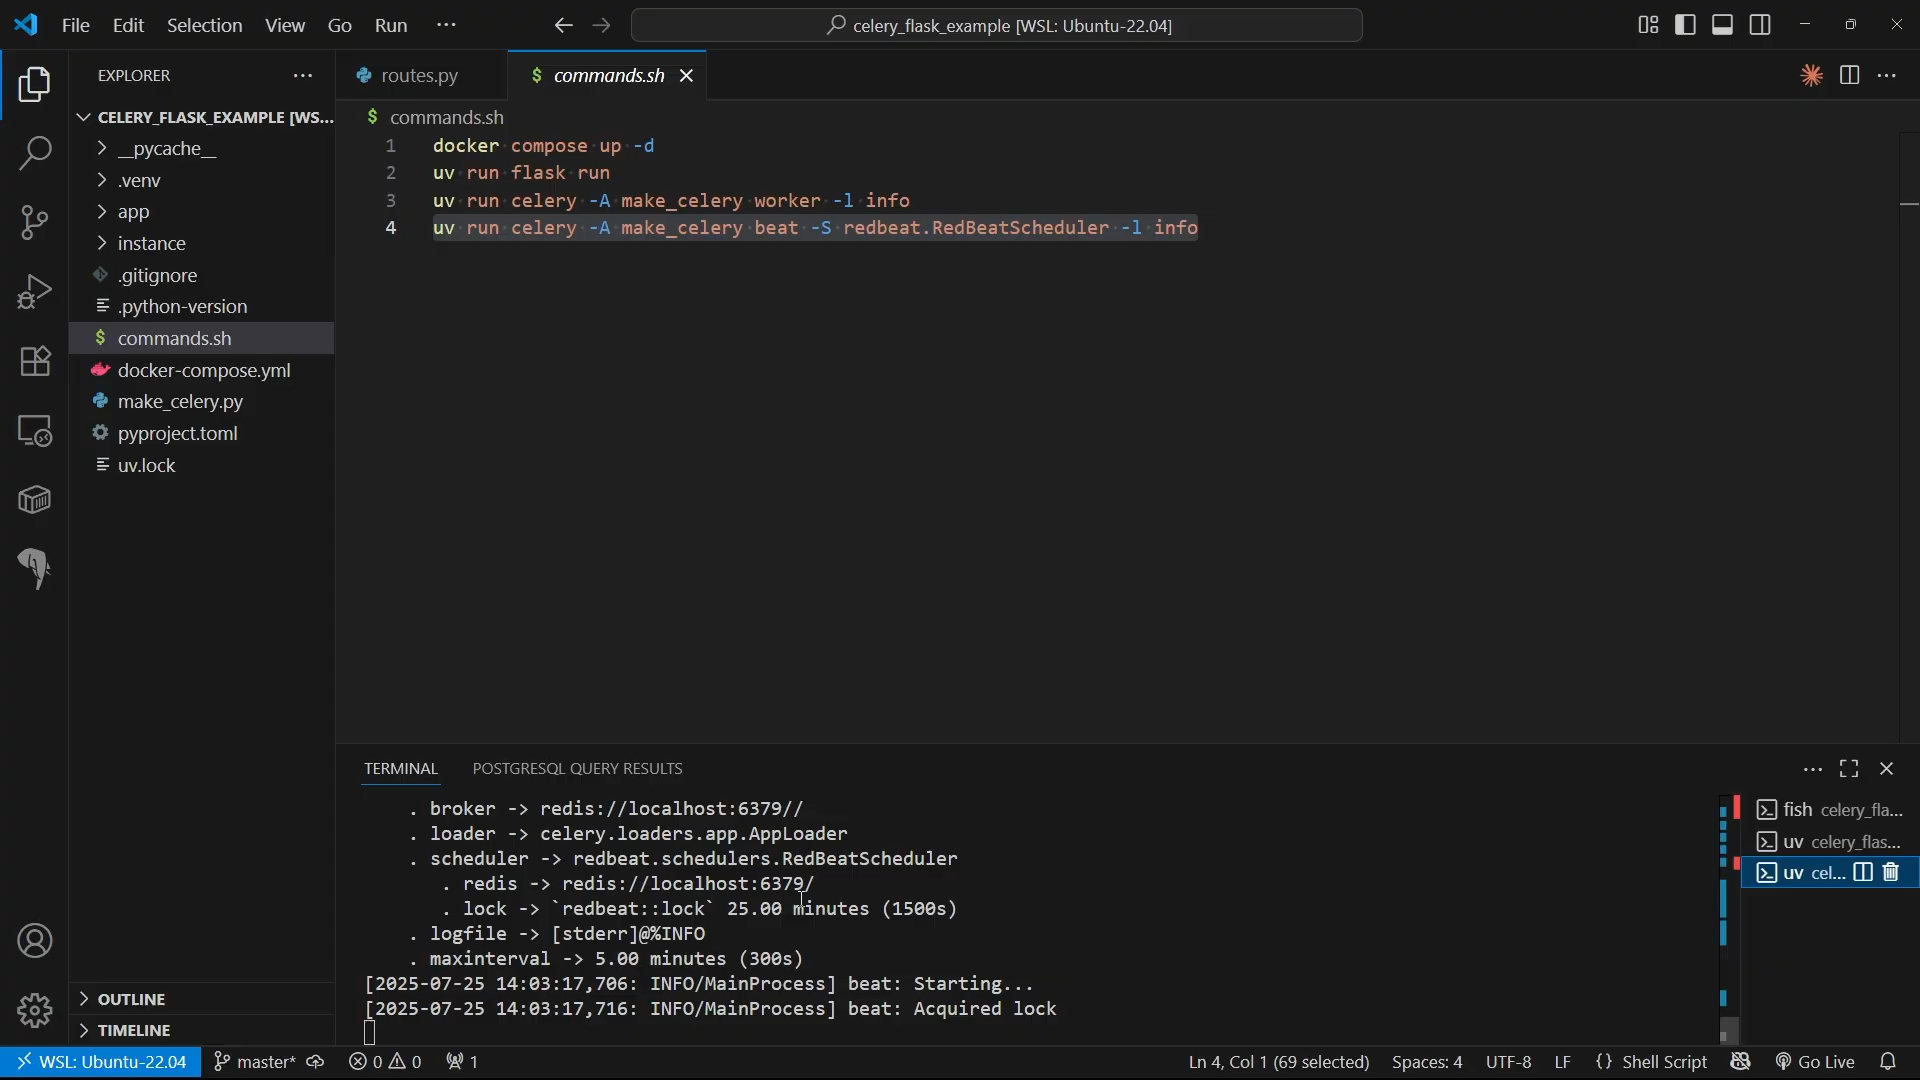 File Edit Selection View Go Run ···
celery_flask_example [WSL: Ubuntu-22.04]
EXPLORER ···
routes.py
$ commands.sh
CELERY_FLASK_EXAMPLE [WS...
__pycache__
.venv
app
instance
.gitignore
.python-version
$ commands.sh
docker-compose.yml
make_celery.py
pyproject.toml
uv.lock
OUTLINE
TIMELINE
$ commands.sh
1 docker compose up -d
2 uv run flask run
3 uv run celery -A make_celery worker -l info
4 uv run celery -A make_celery beat -S redbeat.RedBeatScheduler -l info
TERMINAL POSTGRESQL QUERY RESULTS
. broker -> redis://localhost:6379//
. loader -> celery.loaders.app.AppLoader
. scheduler -> redbeat.schedulers.RedBeatScheduler
. redis -> redis://localhost:6379/
. lock -> `redbeat::lock` 25.00 minutes (1500s)
. logfile -> [stderr]@%INFO
. maxinterval -> 5.00 minutes (300s)
[2025-07-25 14:03:17,706: INFO/MainProcess] beat: Starting...
[2025-07-25 14:03:17,716: INFO/MainProcess] beat: Acquired lock
fish celery_fla...
uv celery_flas...
uv cel...
WSL: Ubuntu-22.04 master* 0 0 1 Ln 4, Col 1 (69 selected) Spaces: 4 UTF-8 LF {} Shell Script Go Live